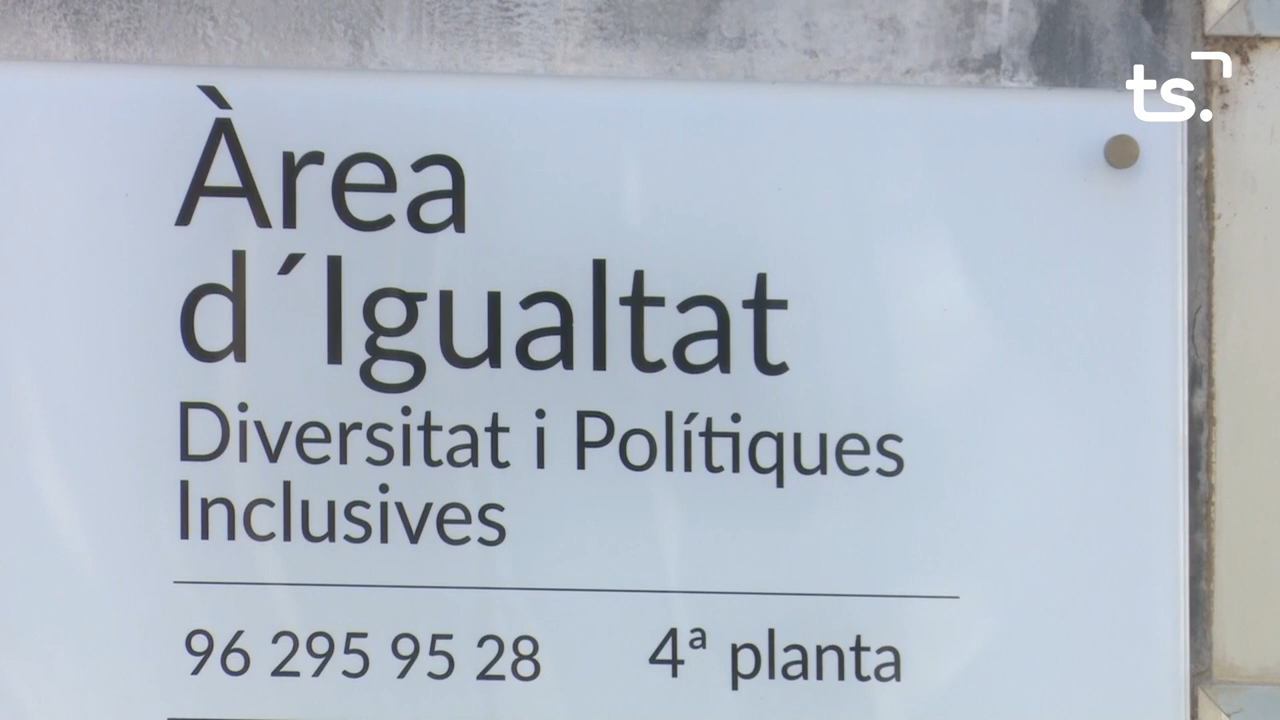 ts.
Àrea
d´Igualtat
Diversitat i Polítiques
Inclusives
96 295 95 28 4ª planta